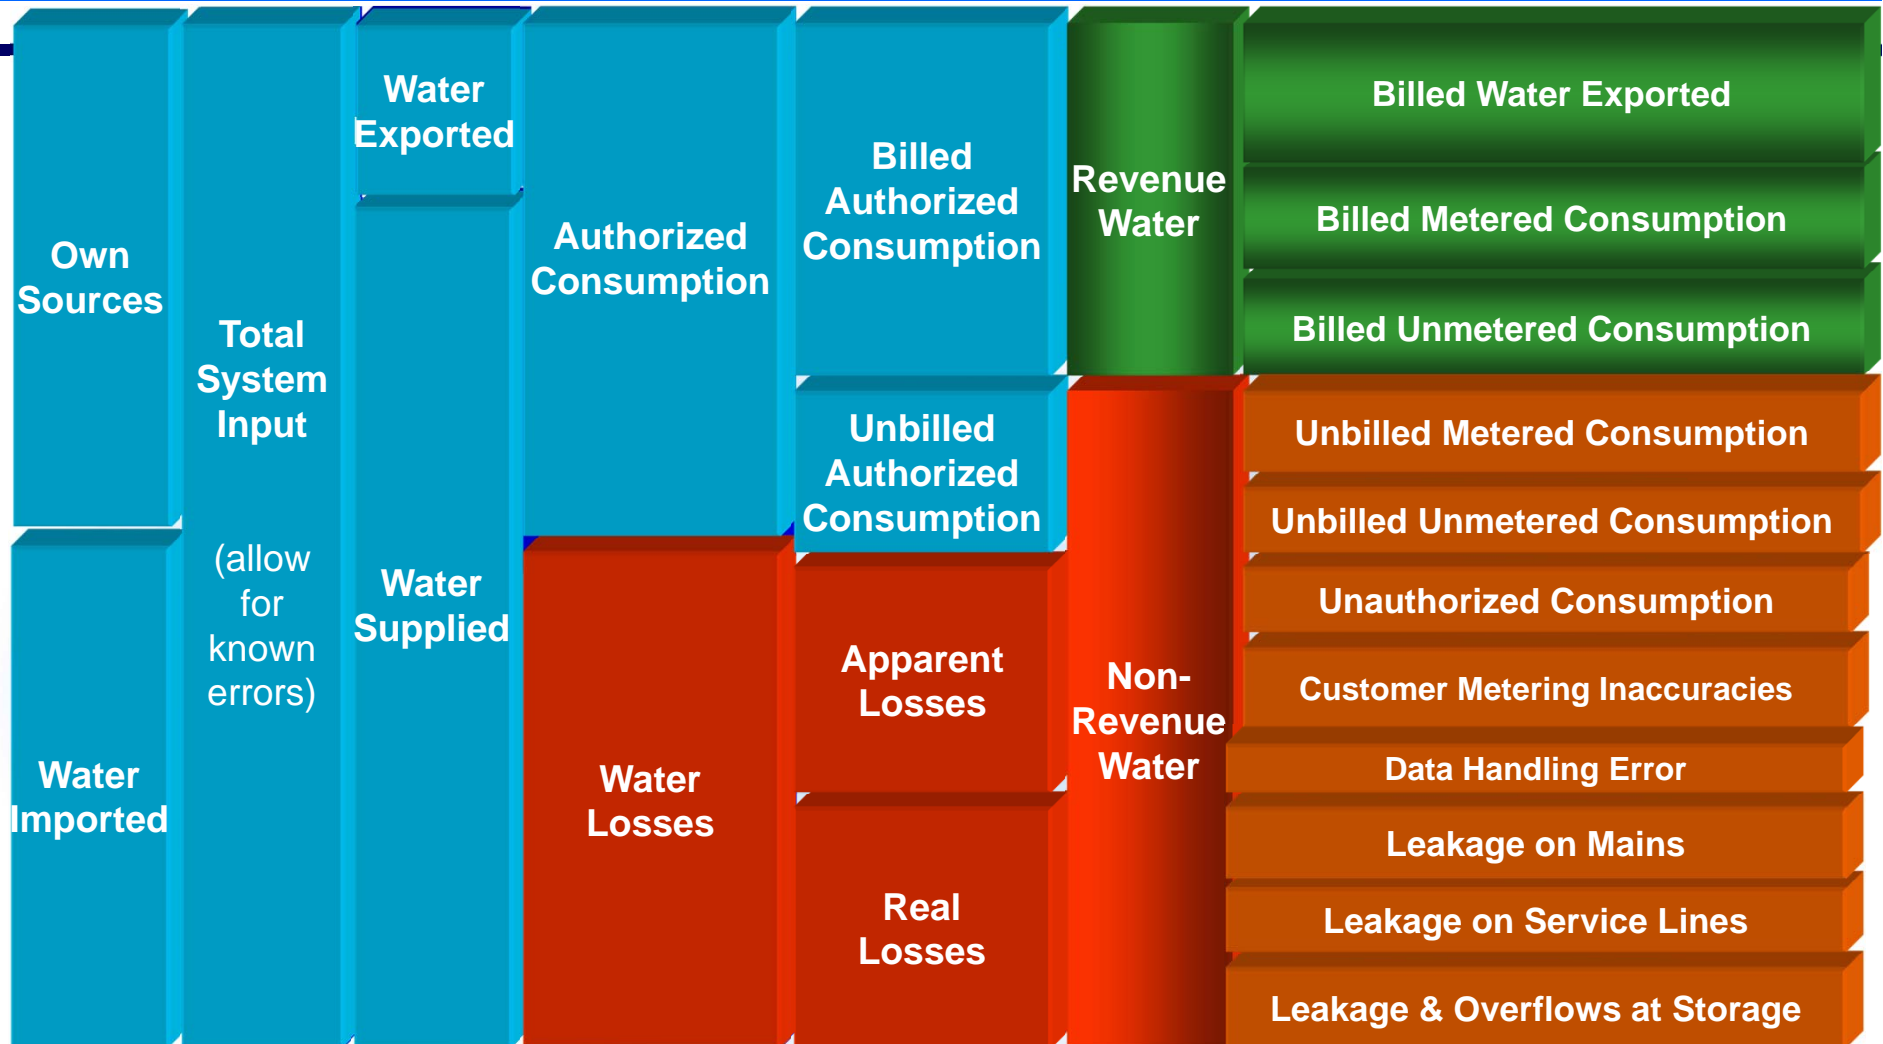 Own
Sources
Water
Imported
Total
System
Input
(allow
for
known
errors)
Water
Exported
Water
Supplied
Authorized
Consumption
Water
Losses
Billed
Authorized
Consumption
Unbilled
Authorized
Consumption
Apparent
Losses
Real
Losses
Revenue
Water
Non-
Revenue
Water
Billed Water Exported
Billed Metered Consumption
Billed Unmetered Consumption
Unbilled Metered Consumption
Unbilled Unmetered Consumption
Unauthorized Consumption
Customer Metering Inaccuracies
Data Handling Error
Leakage on Mains
Leakage on Service Lines
Leakage & Overflows at Storage